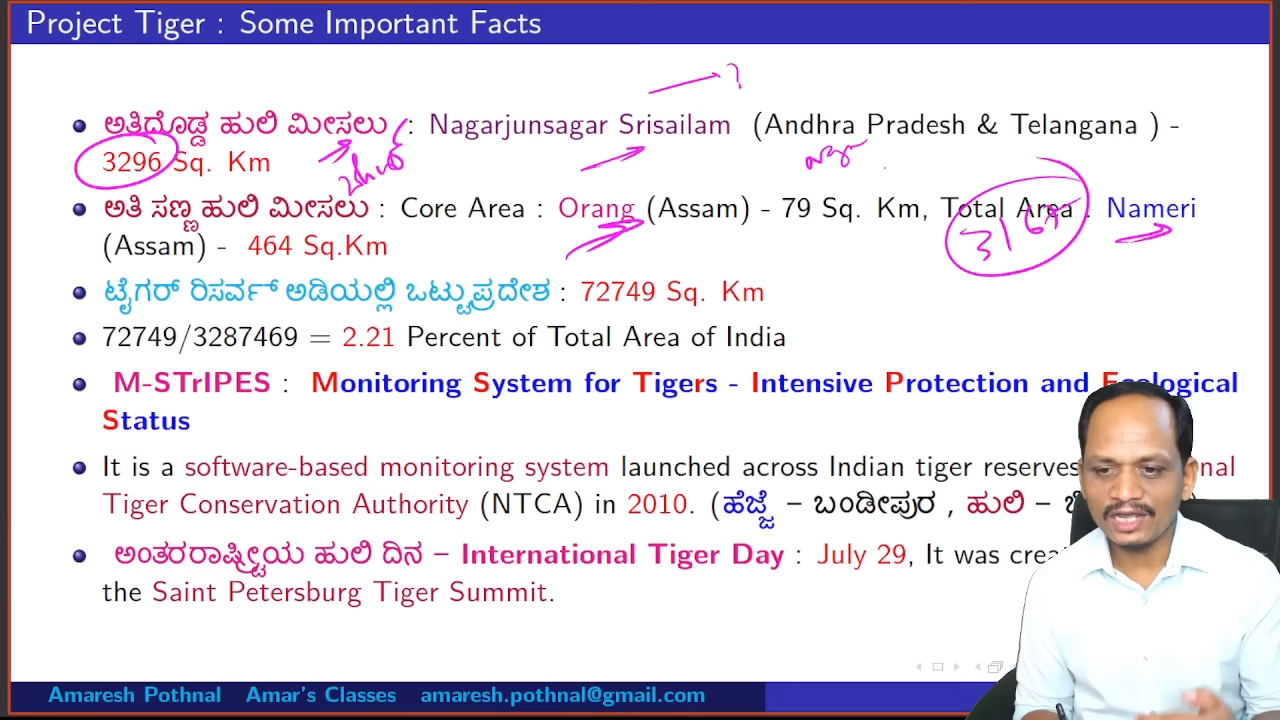 Project Tiger : Some Important Facts
ಅತಿದೊಡ್ಡ ಹುಲಿ ಮೀಸಲು : Nagarjunsagar Srisailam (Andhra Pradesh & Telangana ) -
3296 Sq. Km
ಅತಿ ಸಣ್ಣ ಹುಲಿ ಮೀಸಲು : Core Area : Orang (Assam) - 79 Sq. Km, Total Area : Nameri
(Assam) - 464 Sq.Km
ಟೈಗರ್ ರಿಸರ್ವ್ ಅಡಿಯಲ್ಲಿ ಒಟ್ಟುಪ್ರದೇಶ : 72749 Sq. Km
72749/3287469 = 2.21 Percent of Total Area of India
M-STrIPES : Monitoring System for Tigers - Intensive Protection and Ecological
Status
It is a software-based monitoring system launched across Indian tiger reserves
Tiger Conservation Authority (NTCA) in 2010. (ಹೆಜ್ಜೆ – ಬಂಡೀಪುರ , ಹುಲಿ –
ಅಂತರರಾಷ್ಟ್ರೀಯ ಹುಲಿ ದಿನ – International Tiger Day : July 29, It was
the Saint Petersburg Tiger Summit.
Amaresh Pothnal Amar's Classes amaresh.pothnal@gmail.com